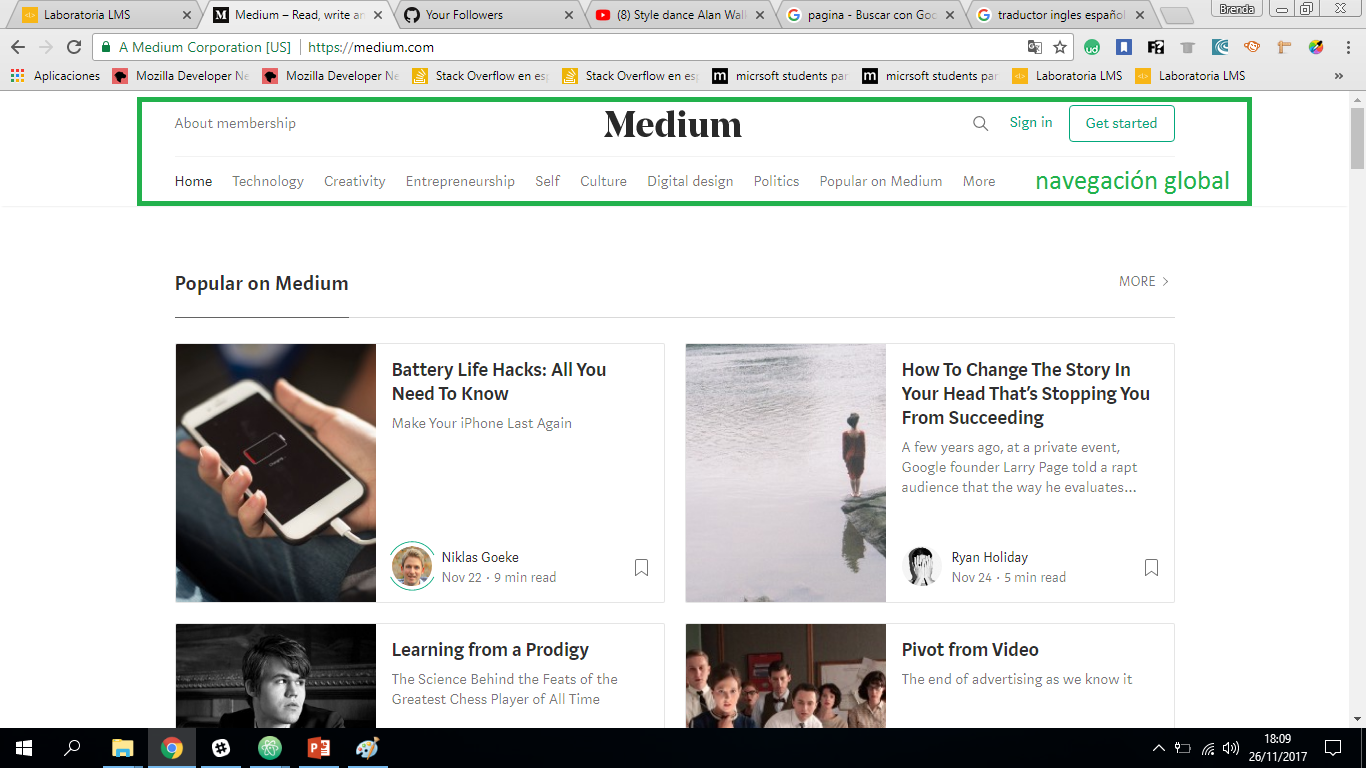 Laboratoria LMS
Medium – Read, write an
Your Followers
(8) Style dance Alan Walk
pagina - Buscar con Goo
traductor ingles español
Brenda
A Medium Corporation [US] https://medium.com
Aplicaciones Mozilla Developer Ne Mozilla Developer Ne Stack Overflow en esp Stack Overflow en esp micrsoft students par micrsoft students par Laboratoria LMS Laboratoria LMS »
About membership
Medium
Sign in
Get started
Home Technology Creativity Entrepreneurship Self Culture Digital design Politics Popular on Medium More
navegación global
Popular on Medium
MORE
Battery Life Hacks: All You
Need To Know
Make Your iPhone Last Again
Niklas Goeke
Nov 22 · 9 min read
How To Change The Story In
Your Head That's Stopping You
From Succeeding
A few years ago, at a private event,
Google founder Larry Page told a rapt
audience that the way he evaluates…
Ryan Holiday
Nov 24 · 5 min read
Learning from a Prodigy
The Science Behind the Feats of the
Greatest Chess Player of All Time
Pivot from Video
The end of advertising as we know it
18:09
26/11/2017